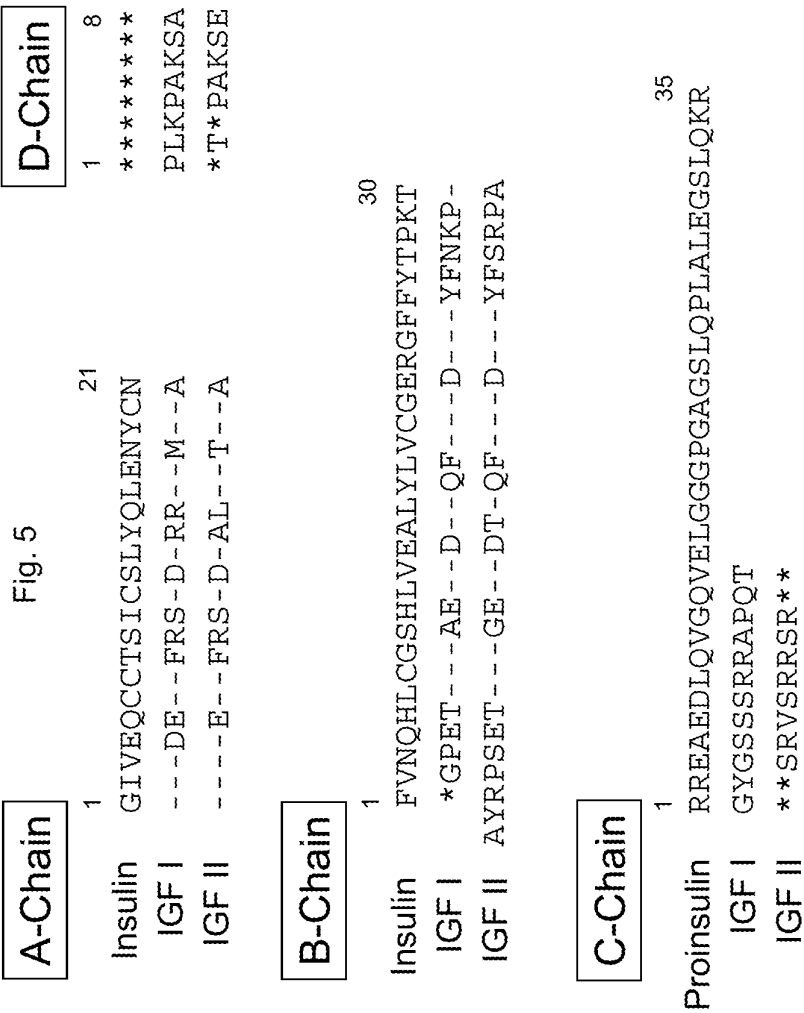 Fig. 5
A-Chain
D-Chain
1 21 1 8
Insulin GIVEQCCTSICSLYQLENYCN ********
IGF I ---DE--FRS-D-RR--M--A PLKPAKSA
IGF II ----E--FRS-D-AL--T--A *T*PAKSE
B-Chain
1 30
Insulin FVNQHLCGSHLVEALYLVCGERGFFYTPKT
IGF I *GPET---AE--D--QF---D---YFNKP-
IGF II AYRPSET---GE--DT-QF---D---YFSRPA
C-Chain
1 35
Proinsulin RREAEDLQVGQVELGGGPGAGSLQPLALEGSLQKR
IGF I GYGSSSRRAPQT
IGF II **SRVSRRSR**